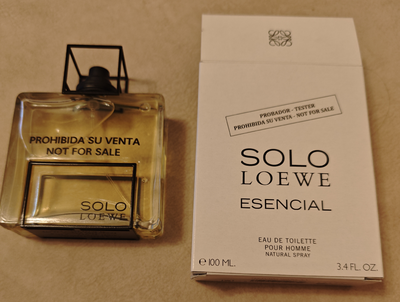 PROHIBIDA SU VENTA
NOT FOR SALE
SOLO
LOEWE
PROBADOR - TESTER
PROHIBIDA SU VENTA - NOT FOR SALE
SOLO
LOEWE
ESENCIAL
EAU DE TOILETTE
POUR HOMME
NATURAL SPRAY
℮100 ML.
3.4 FL. OZ.